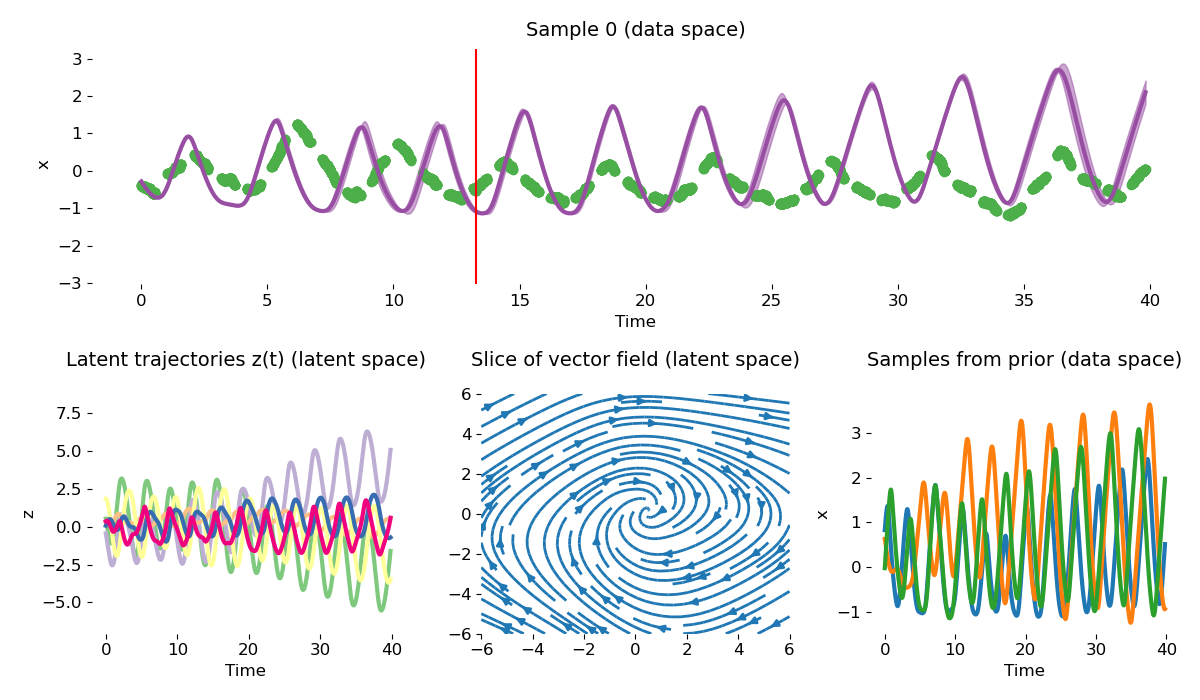 Sample 0 (data space)
3
2
1
0
−1
−2
−3
x
0 5 10 15 20 25 30 35 40
Time
Latent trajectories z(t) (latent space)
7.5
5.0
2.5
0.0
−2.5
−5.0
z
0 10 20 30 40
Time
Slice of vector field (latent space)
6
4
2
0
−2
−4
−6
−6 −4 −2 0 2 4 6
Samples from prior (data space)
3
2
1
0
−1
x
0 10 20 30 40
Time